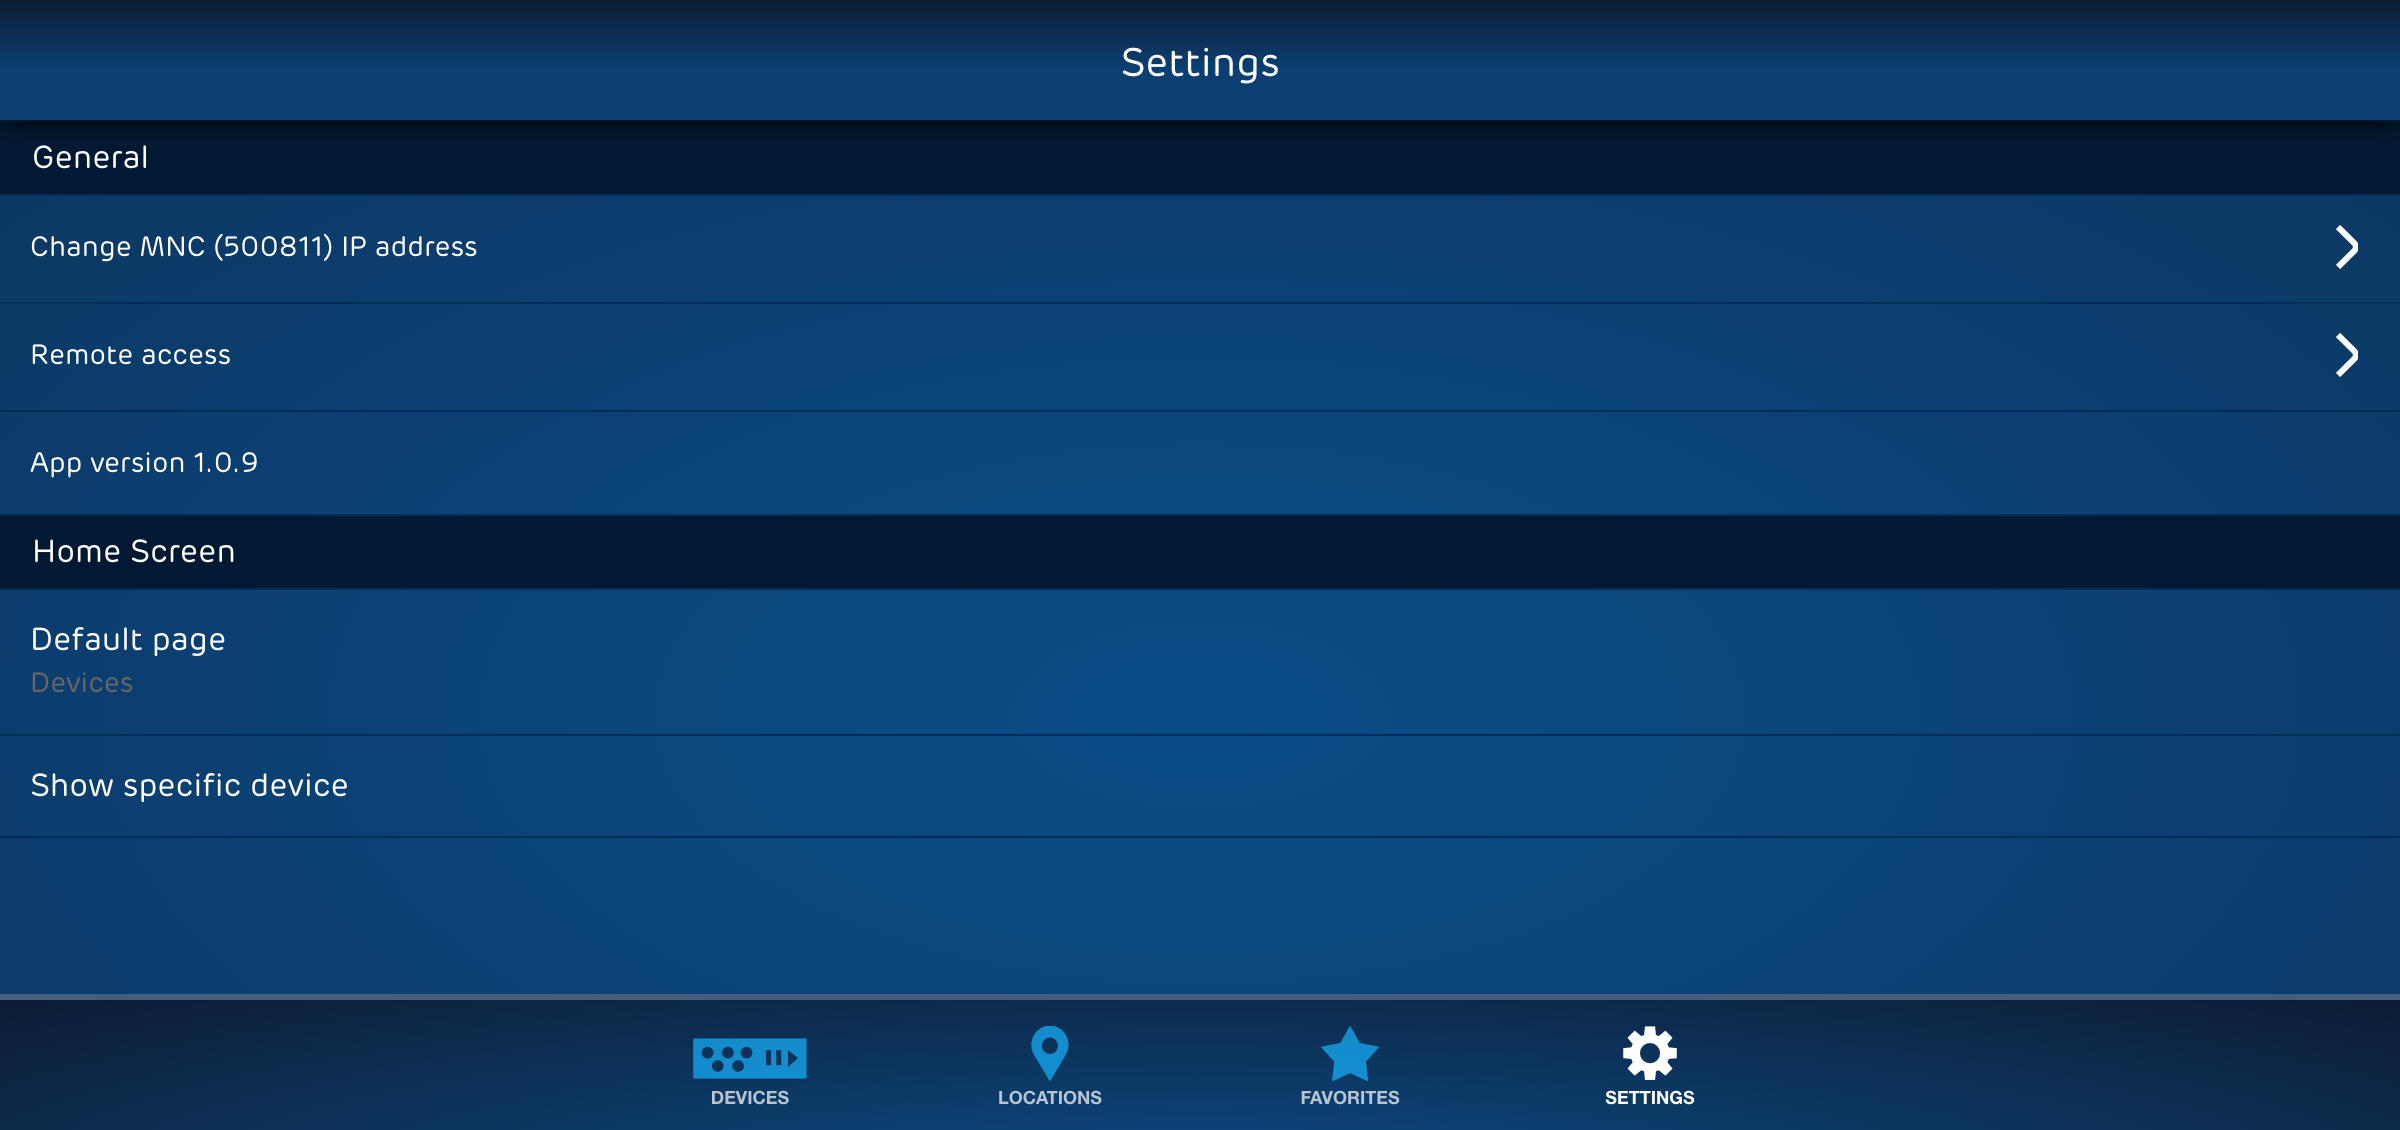 Settings
General
Change MNC (500811) IP address
Remote access
App version 1.0.9
Home Screen
Default page
Devices
Show specific device
DEVICES
LOCATIONS
FAVORITES
SETTINGS